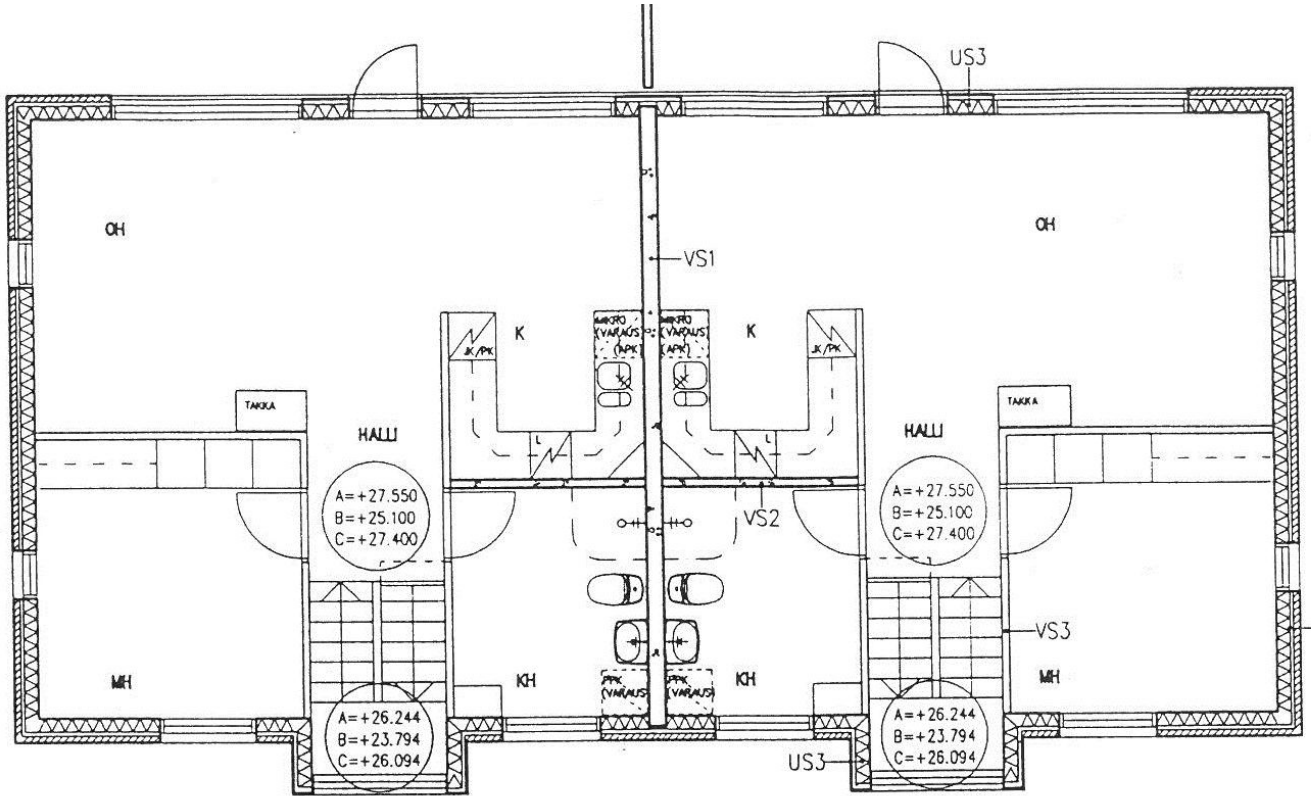 US3
OH
OH
VS1
K
MIKRO
(VARAUS)
(APK)
MIKRO
(VARAUS)
(APK)
K
JK/PK
JK/PK
TAKKA
TAKKA
HALLI
L
L
HALLI
A=+27.550
B=+25.100
C=+27.400
A=+27.550
B=+25.100
C=+27.400
VS2
VS3
MH
KH
PPK
(VARAUS)
PPK
(VARAUS)
KH
MH
A=+26.244
B=+23.794
C=+26.094
A=+26.244
B=+23.794
C=+26.094
US3